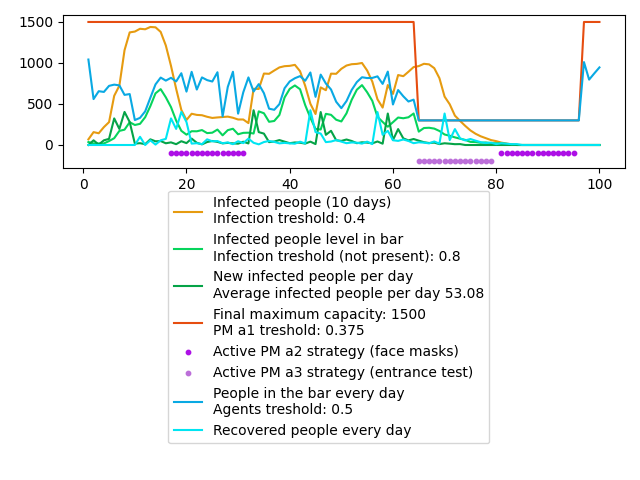 1500
1000
500
0
0 20 40 60 80 100
Infected people (10 days)
Infection treshold: 0.4
Infected people level in bar
Infection treshold (not present): 0.8
New infected people per day
Average infected people per day 53.08
Final maximum capacity: 1500
PM a1 treshold: 0.375
Active PM a2 strategy (face masks)
Active PM a3 strategy (entrance test)
People in the bar every day
Agents treshold: 0.5
Recovered people every day